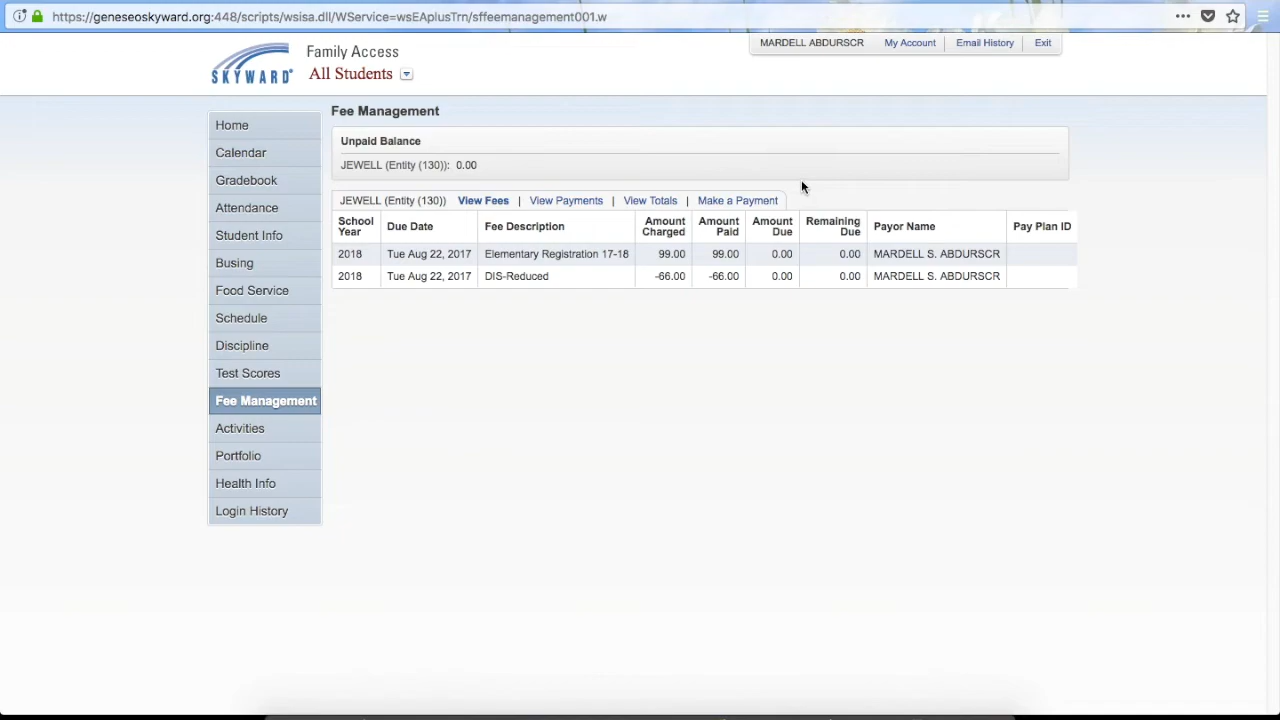 https://geneseoskyward.org:448/scripts/wsisa.dll/WService=wsEAplusTrn/sffeemanagement001.w
SKYWARD
Family Access
All Students
MARDELL ABDURSCR My Account Email History Exit
Home
Calendar
Gradebook
Attendance
Student Info
Busing
Food Service
Schedule
Discipline
Test Scores
Fee Management
Activities
Portfolio
Health Info
Login History
Fee Management
Unpaid Balance
JEWELL (Entity (130)): 0.00
JEWELL (Entity (130)) View Fees | View Payments | View Totals | Make a Payment
School Year Due Date Fee Description Amount Charged Amount Paid Amount Due Remaining Due Payor Name Pay Plan ID
2018 Tue Aug 22, 2017 Elementary Registration 17-18 99.00 99.00 0.00 0.00 MARDELL S. ABDURSCR
2018 Tue Aug 22, 2017 DIS-Reduced -66.00 -66.00 0.00 0.00 MARDELL S. ABDURSCR